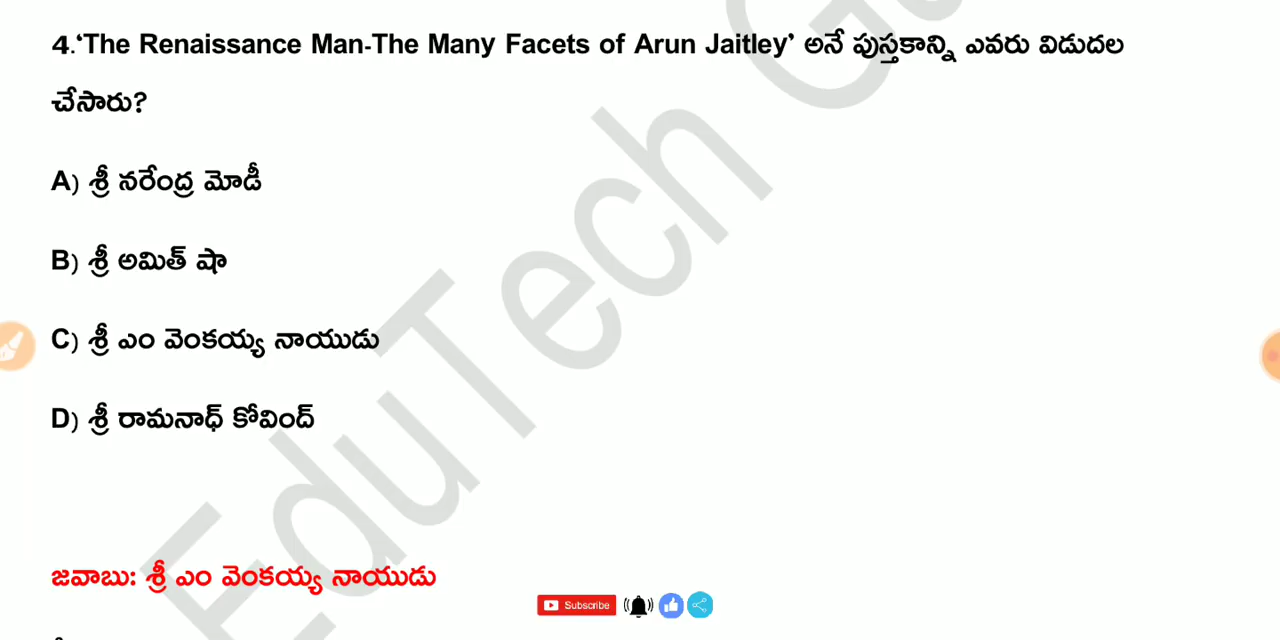 4.‘The Renaissance Man-The Many Facets of Arun Jaitley’ అనే పుస్తకాన్ని ఎవరు విడుదల
చేసారు?
A) శ్రీ నరేంద్ర మోడీ
B) శ్రీ అమిత్ షా
C) శ్రీ ఎం వెంకయ్య నాయుడు
D) శ్రీ రామనాధ్ కోవింద్
జవాబు: శ్రీ ఎం వెంకయ్య నాయుడు
Subscribe
EduTech